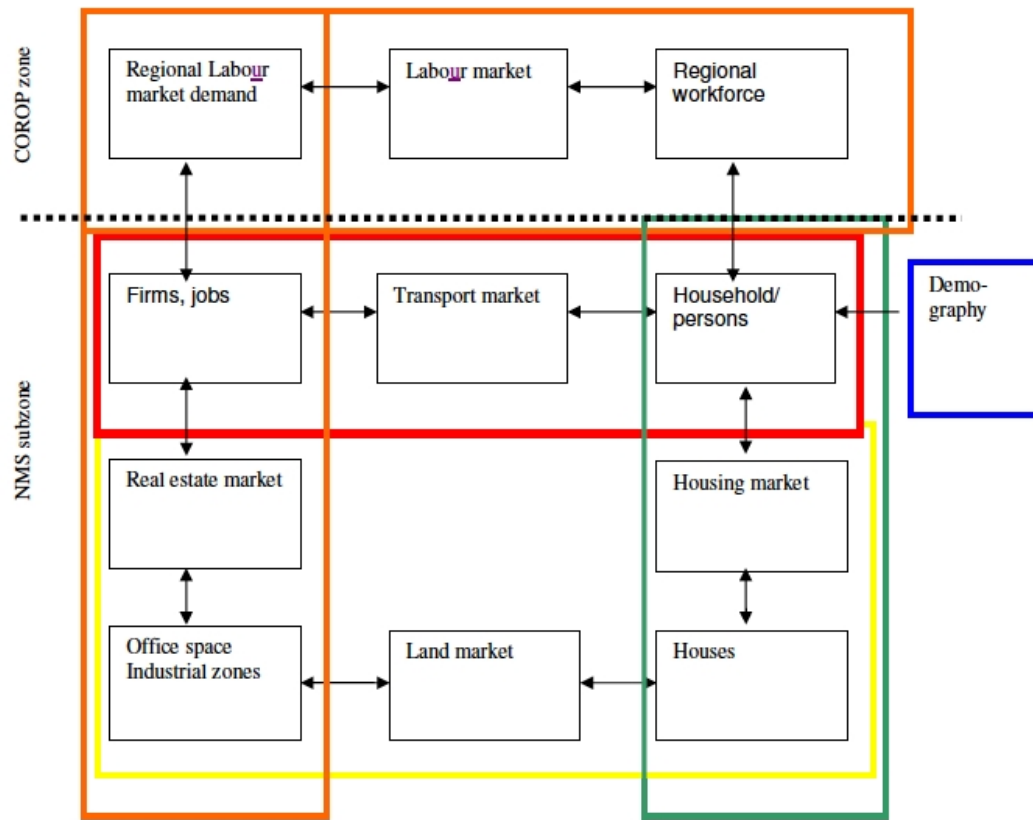 COROP zone
Regional Labour
market demand
Labour market
Regional
workforce
NMS subzone
Firms, jobs
Transport market
Household/
persons
Demo-
graphy
Real estate market
Housing market
Office space
Industrial zones
Land market
Houses